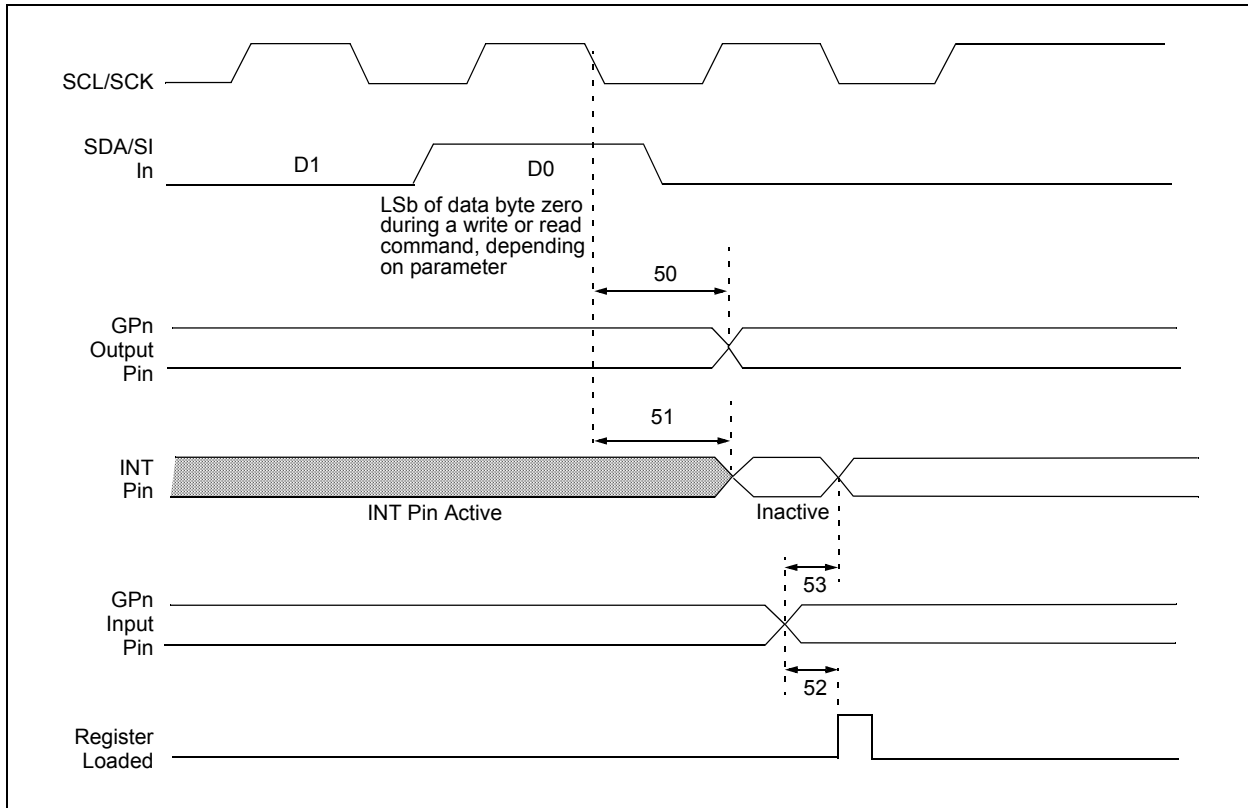 SCL/SCK
SDA/SI
In
D1
D0
LSb of data byte zero
during a write or read
command, depending
on parameter
50
GPn
Output
Pin
51
INT
Pin
INT Pin Active
Inactive
53
GPn
Input
Pin
52
Register
Loaded